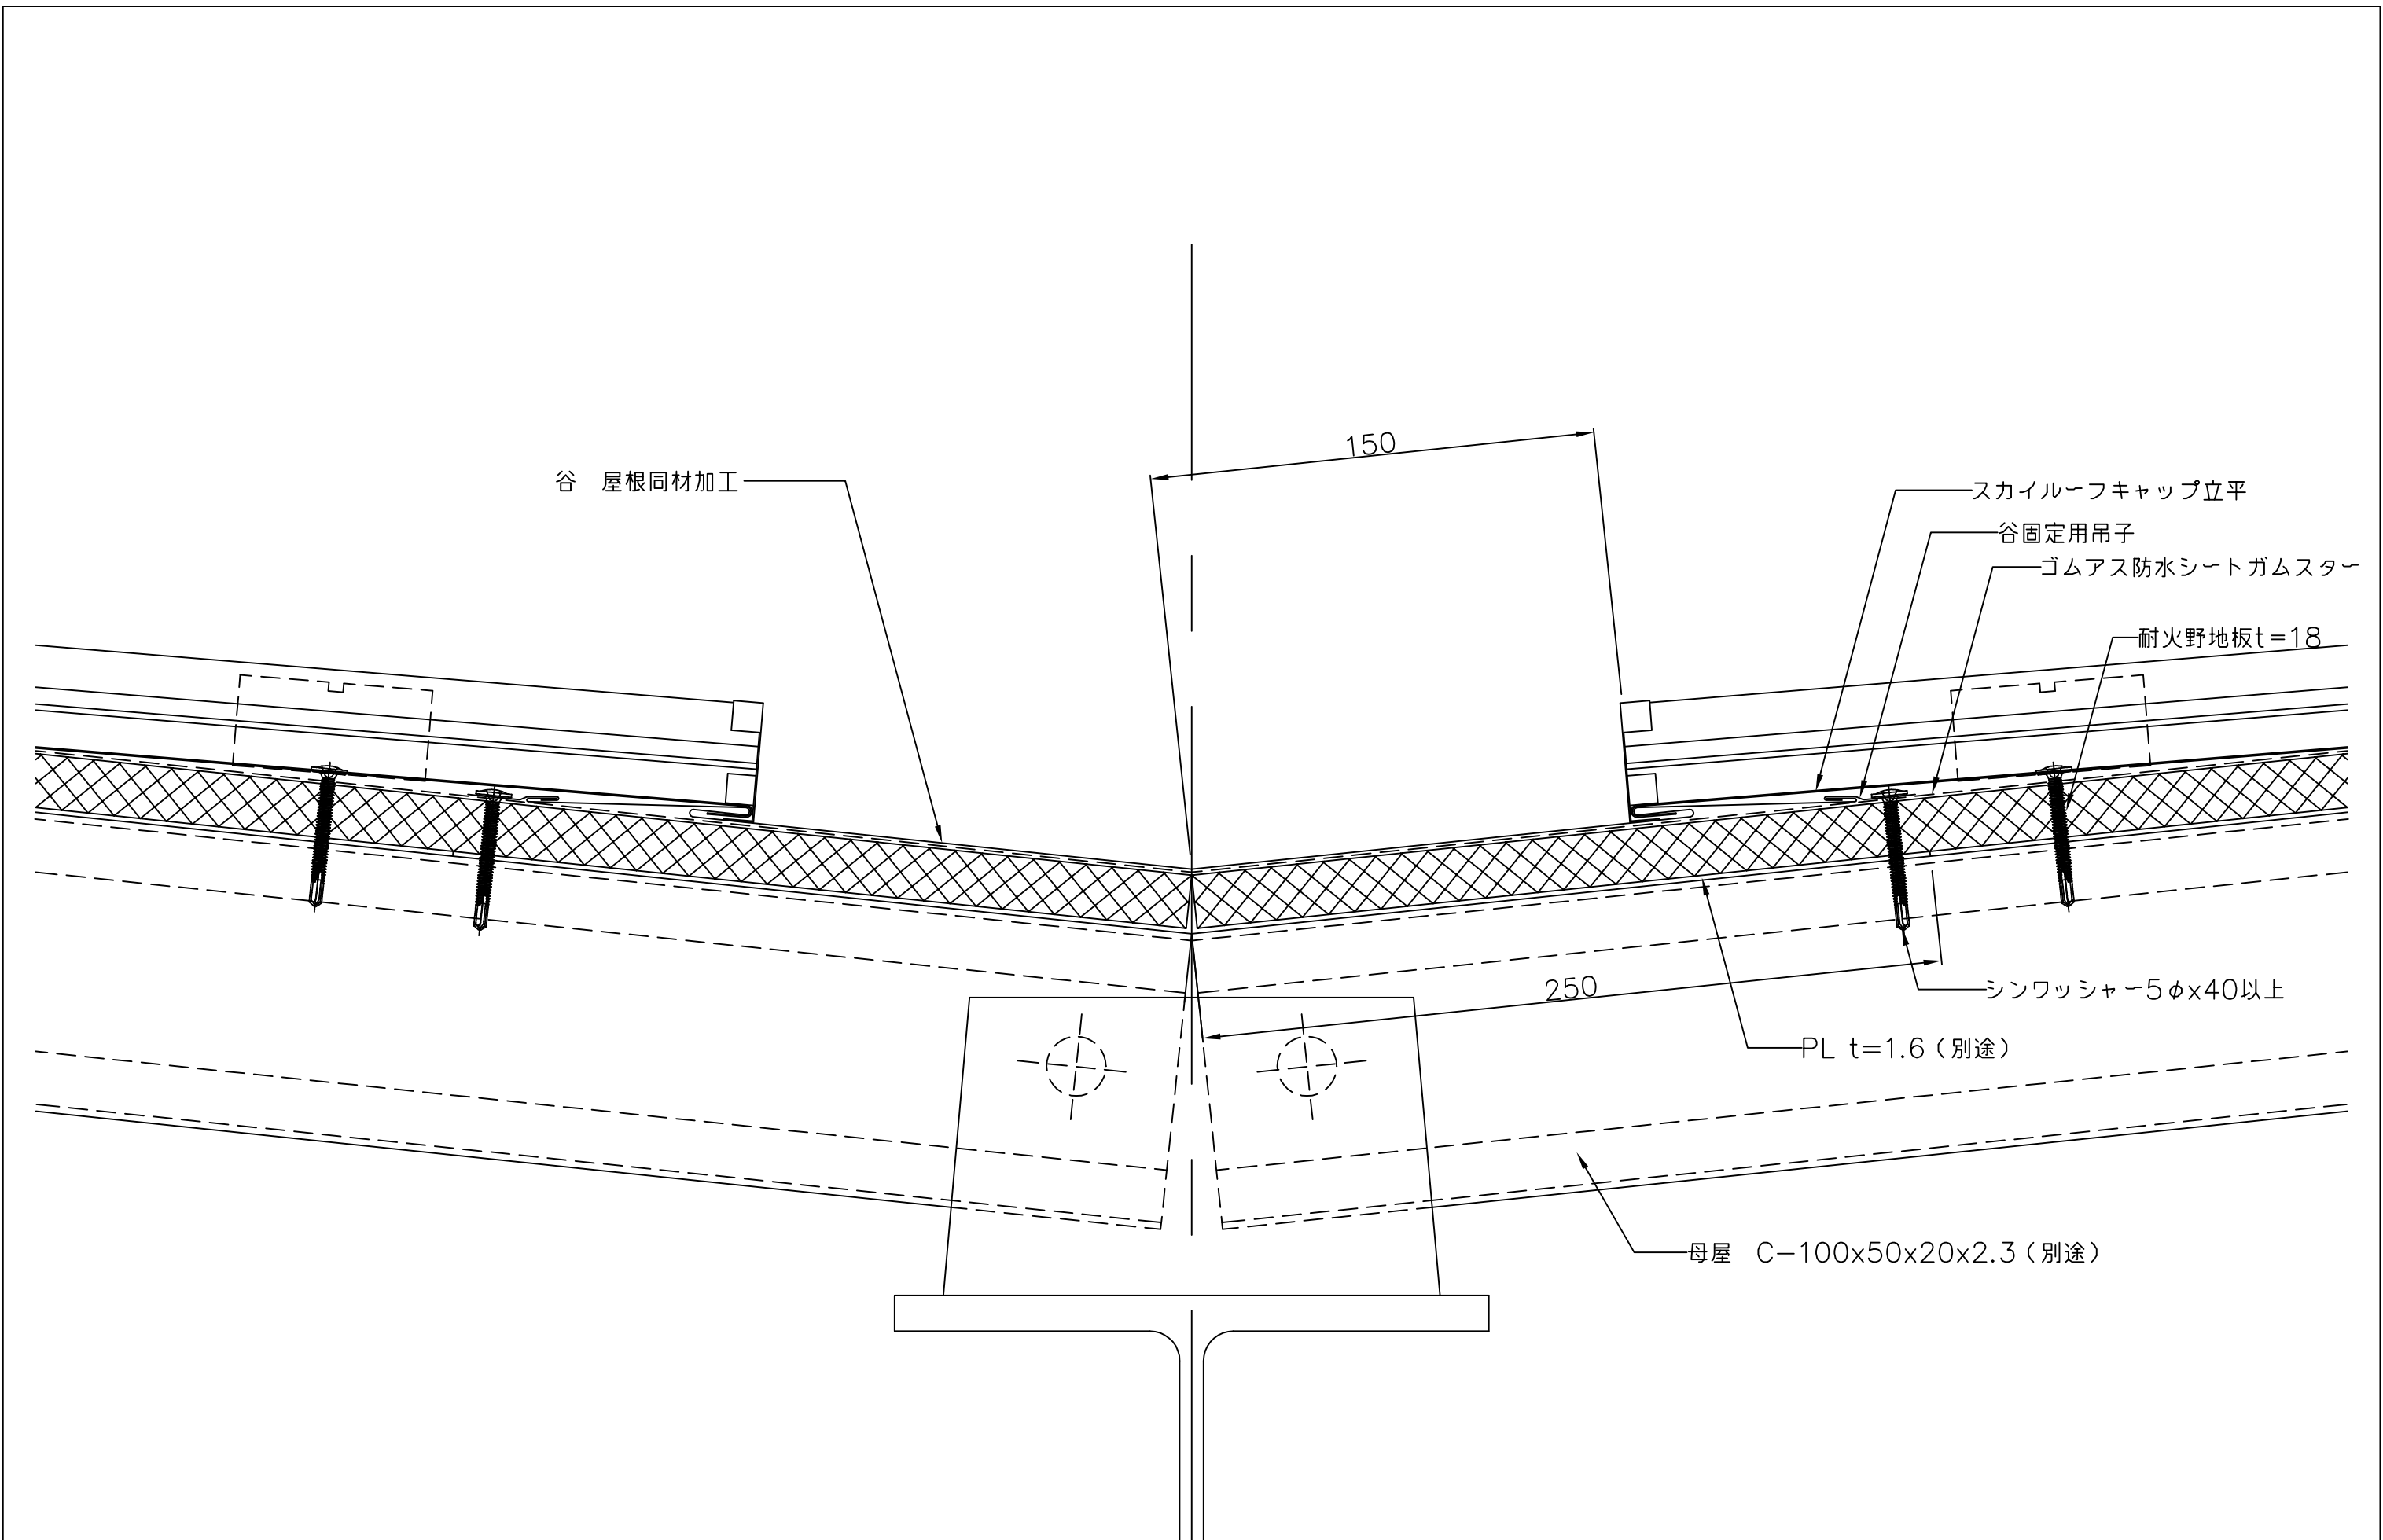 150
谷　屋根同材加工
スカイルーフキャップ立平
谷固定用吊子
ゴムアス防水シートガムスター
耐火野地板t=18
250
シンワッシャー5φx40以上
PL t=1.6(別途)
母屋　C-100x50x20x2.3(別途)